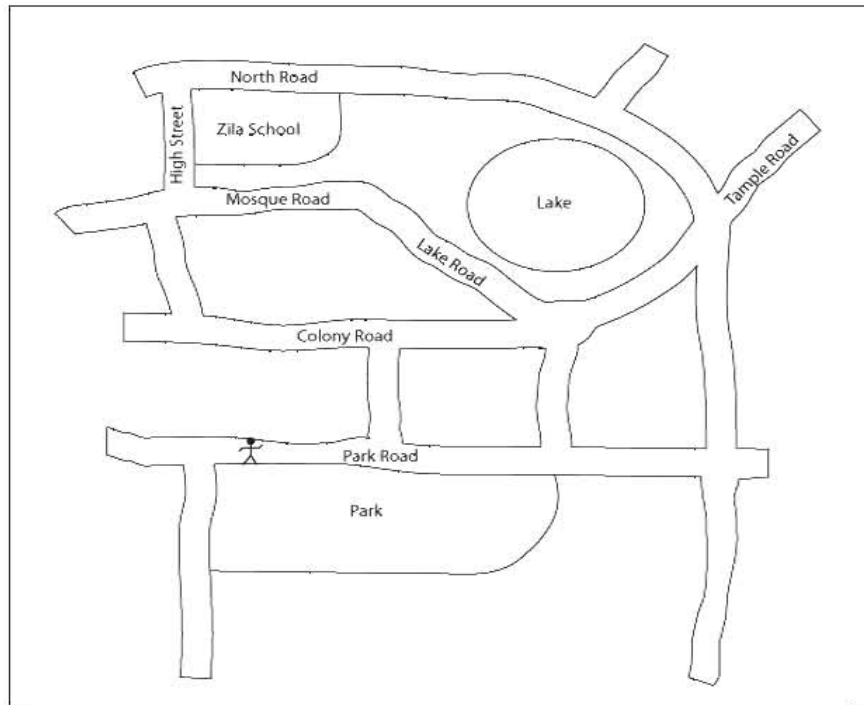 North Road
High Street
Zila School
Tample Road
Mosque Road
Lake
Lake Road
Colony Road
Park Road
Park